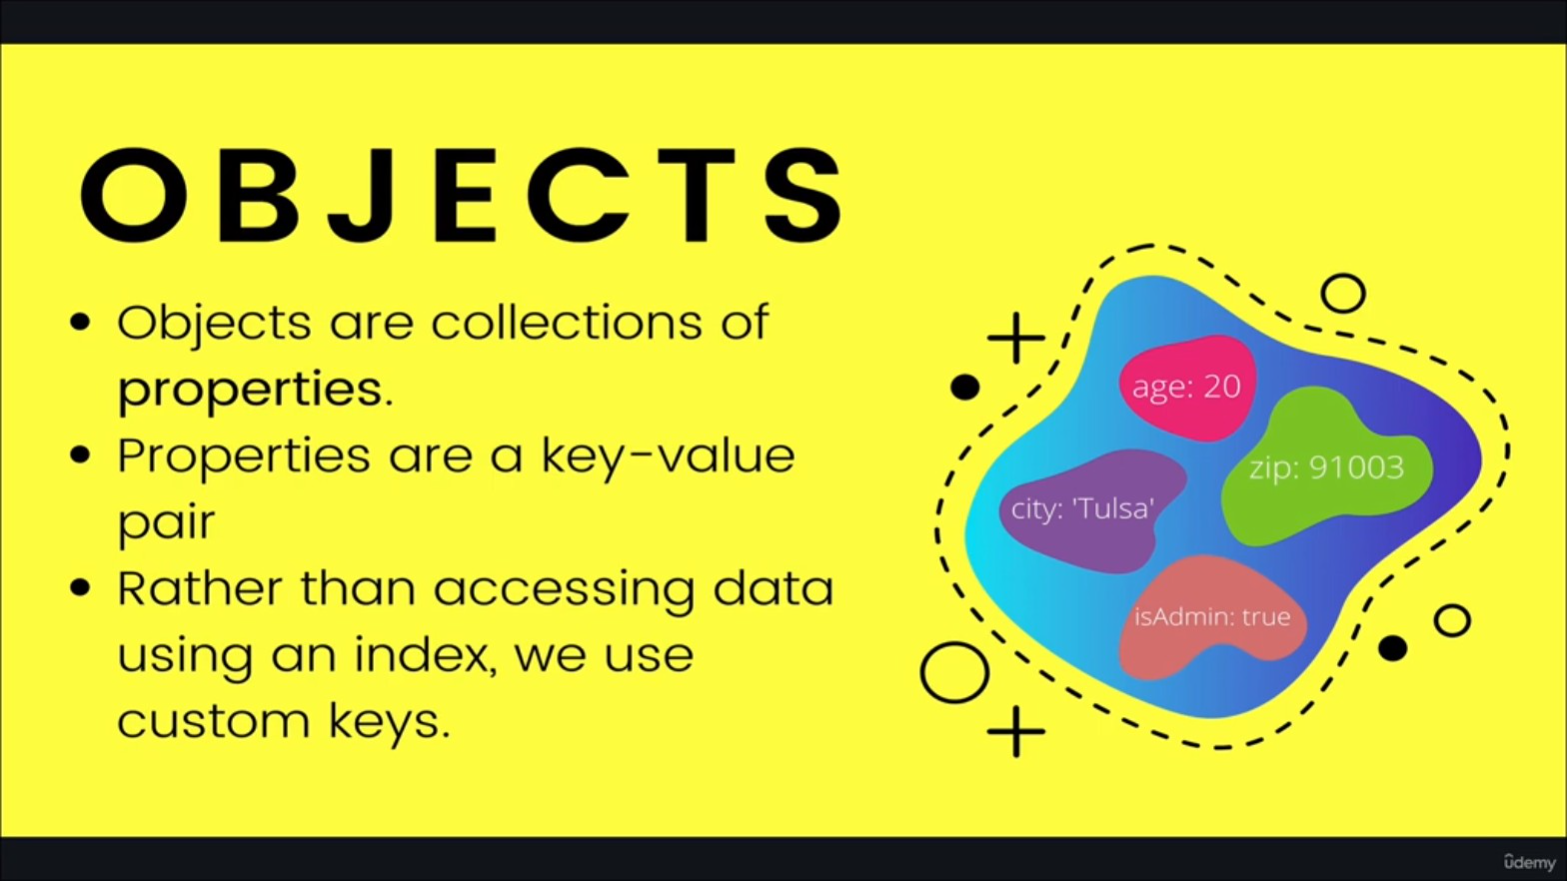 OBJECTS
• Objects are collections of
properties.
• Properties are a key-value
pair
• Rather than accessing data
using an index, we use
custom keys.
age: 20
zip: 91003
city: 'Tulsa'
isAdmin: true
ûdemy